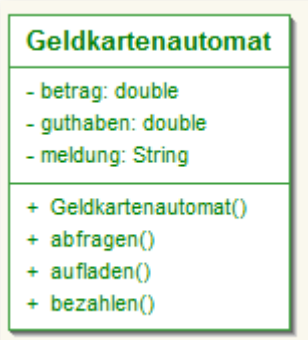 Geldkartenautomat
- betrag: double
- guthaben: double
- meldung: String
+ Geldkartenautomat()
+ abfragen()
+ aufladen()
+ bezahlen()